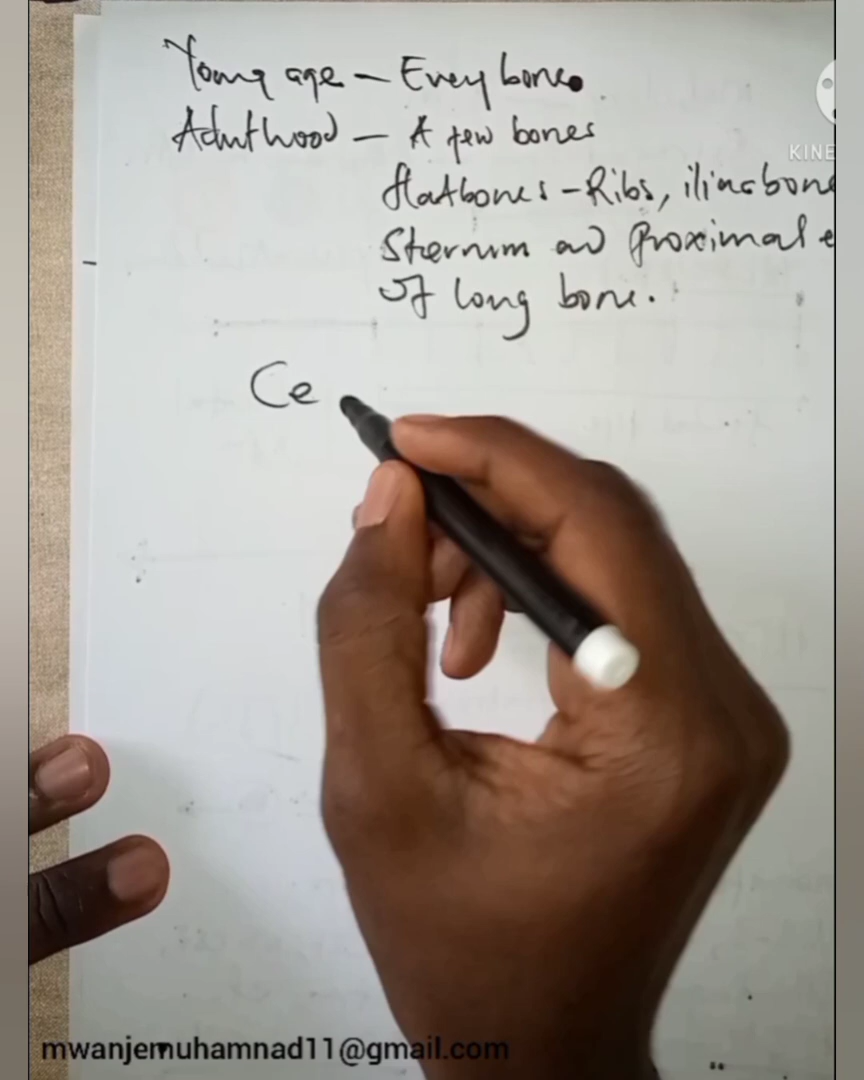 Young age – Every bone.
Adulthood – A few bones
flatbones – Ribs, iliac bone
Sternum and Proximal e
of long bone.
Ce
KINE
mwanjemuhamnad11@gmail.com